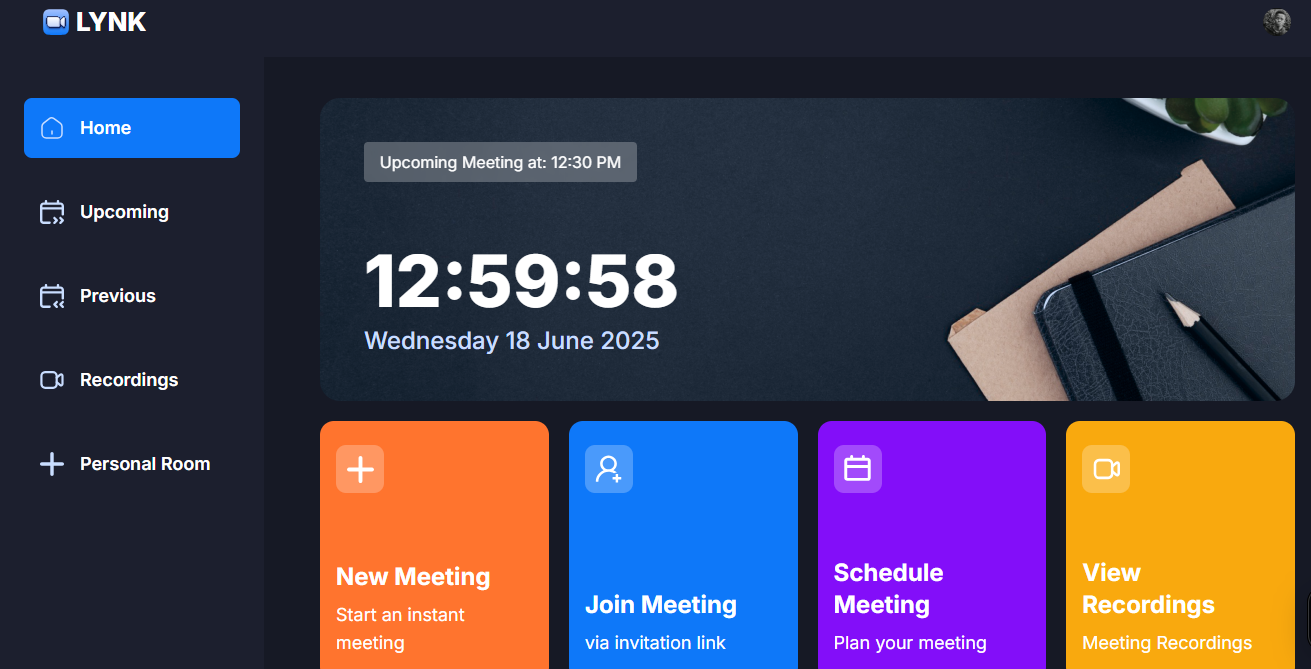 LYNK
Home
Upcoming
Previous
Recordings
Personal Room
Upcoming Meeting at: 12:30 PM
12:59:58
Wednesday 18 June 2025
New Meeting
Start an instant
meeting
Join Meeting
via invitation link
Schedule
Meeting
Plan your meeting
View
Recordings
Meeting Recordings